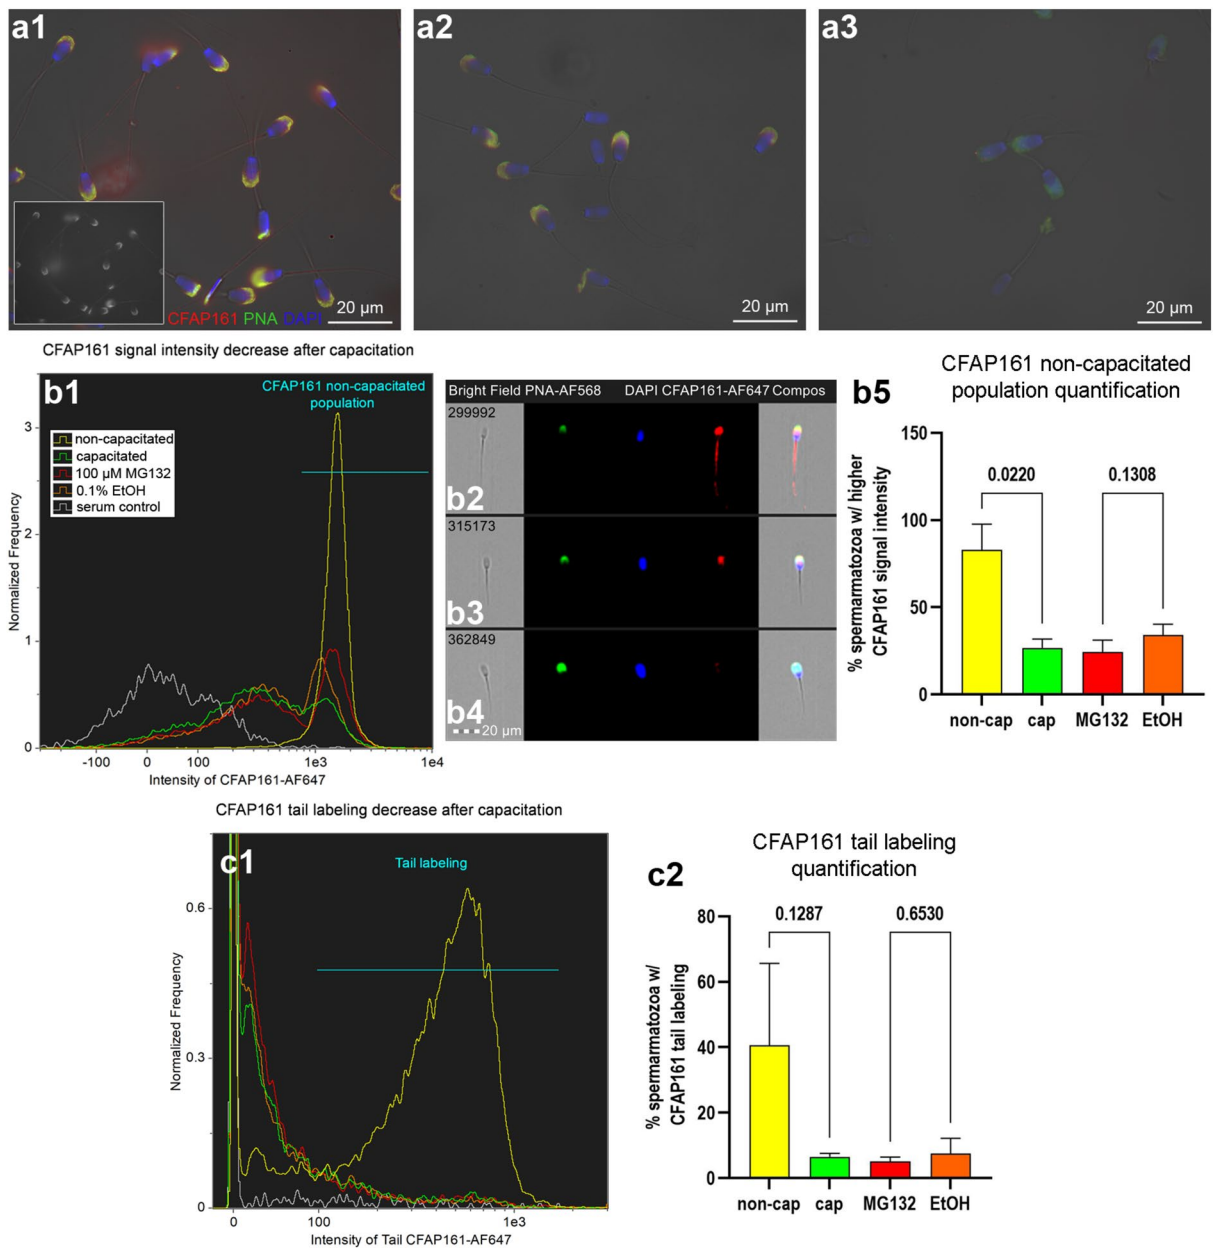 a1
a2
a3
CFAP161 PNA DAPI
20 µm
20 µm
20 µm
CFAP161 signal intensity decrease after capacitation
b1
CFAP161 non-capacitated
population
non-capacitated
capacitated
100 µM MG132
0.1% EtOH
serum control
Normalized Frequency
3
2
1
0
-100 0 100 1e3 1e4
Intensity of CFAP161-AF647
Bright Field PNA-AF568 DAPI CFAP161-AF647 Compos
299992
b2
315173
b3
362849
b4
20 µm
b5
CFAP161 non-capacitated
population quantification
% spermarmatozoa w/ higher
CFAP161 signal intensity
150
100
50
0
0.0220
0.1308
non-cap cap MG132 EtOH
CFAP161 tail labeling decrease after capacitation
c1
Tail labeling
Normalized Frequency
0.6
0.3
0
0 100 1e3
Intensity of Tail CFAP161-AF647
c2
CFAP161 tail labeling
quantification
% spermarmatozoa w/
CFAP161 tail labeling
80
60
40
20
0
0.1287
0.6530
non-cap cap MG132 EtOH